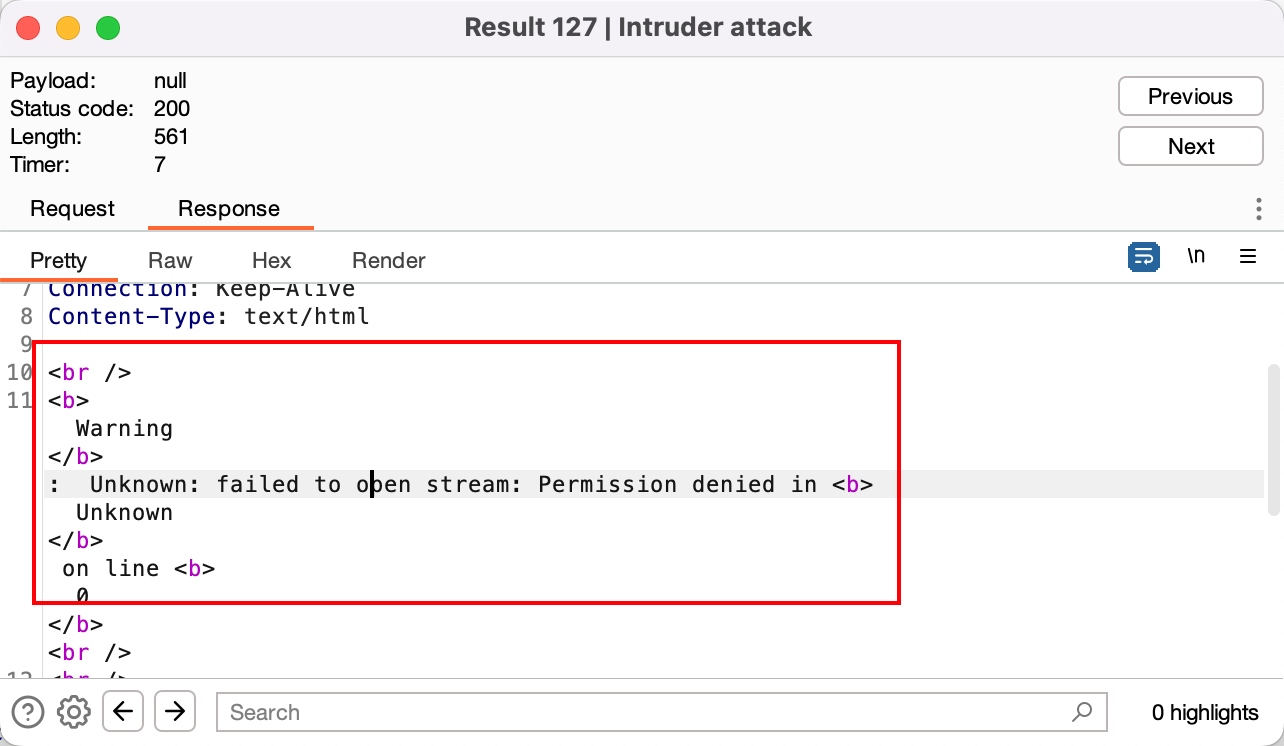 Result 127 | Intruder attack
Payload: null
Status code: 200
Length: 561
Timer: 7
Previous
Next
Request Response
Pretty Raw Hex Render
\n
7 Connection: Keep-Alive
8 Content-Type: text/html
9
10 <br />
11 <b>
Warning
</b>
: Unknown: failed to open stream: Permission denied in <b>
Unknown
</b>
on line <b>
0
</b>
<br />
12 <br />
Search
0 highlights